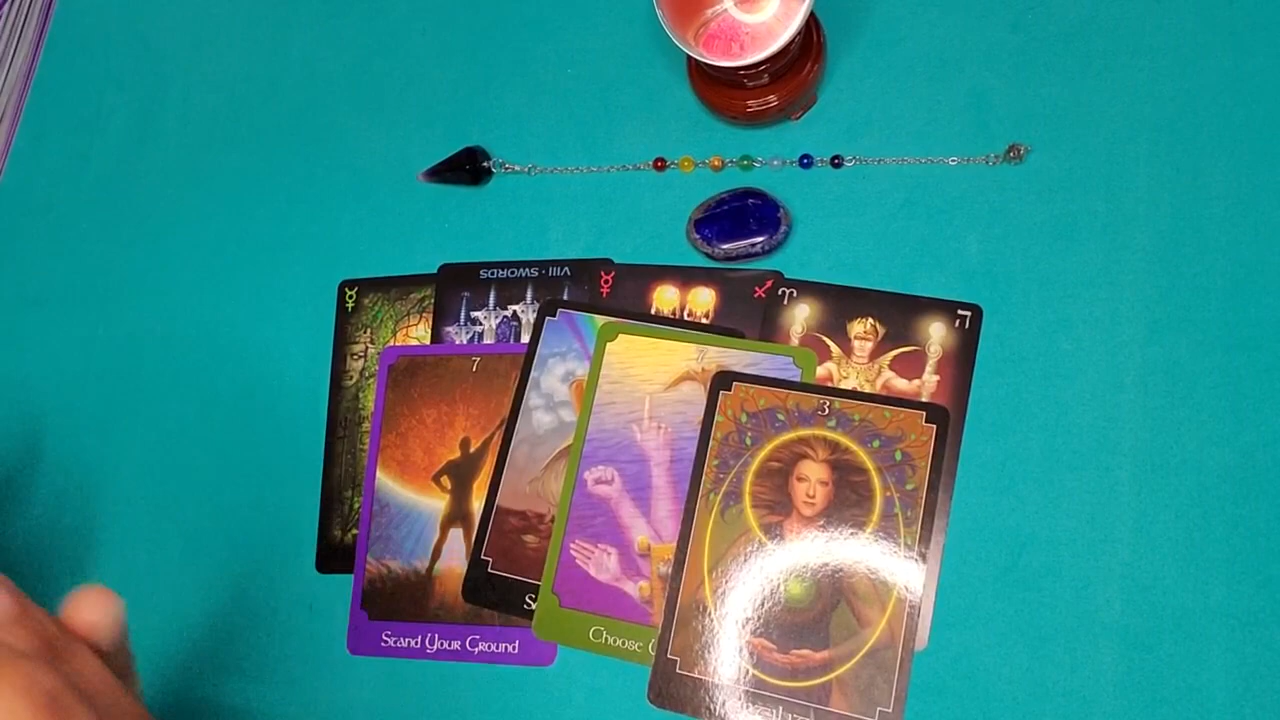 VIII · SWORDS
☿
☿
♐
♈
ה
7
7
3
Stand Your Ground
Choose